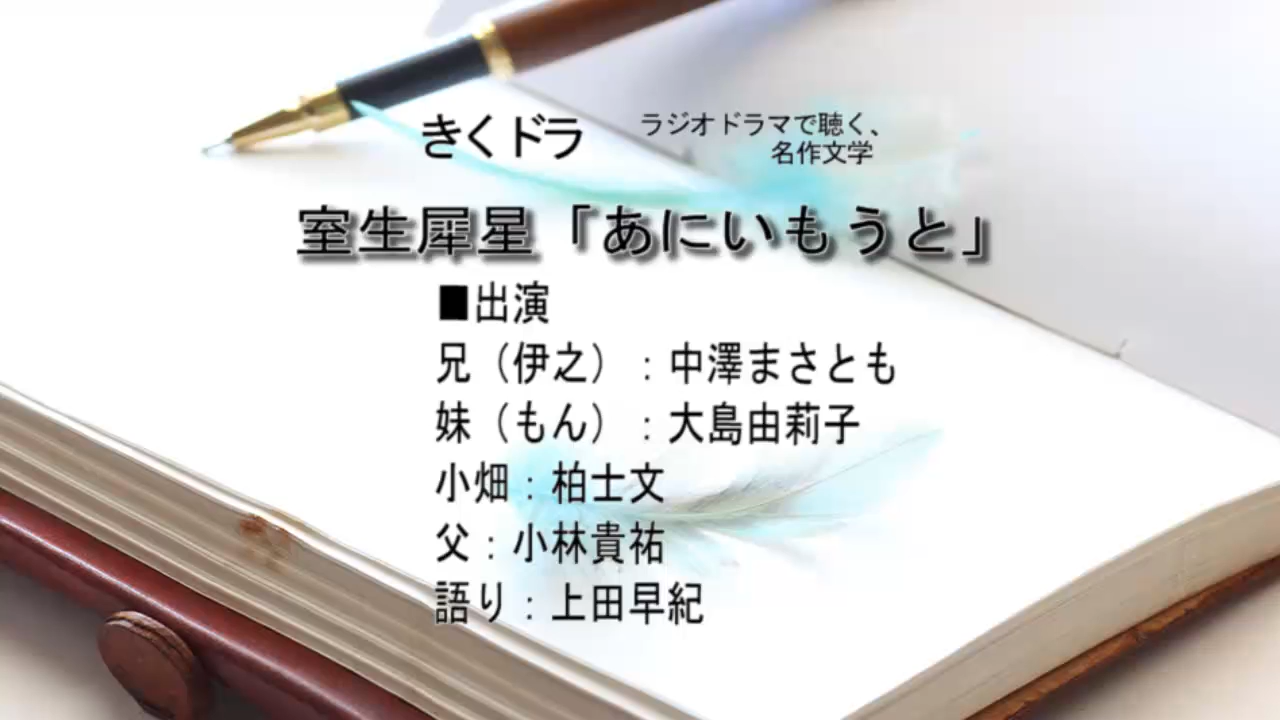 きくドラ
ラジオドラマで聴く、
名作文学
室生犀星「あにいもうと」
■出演
兄（伊之）：中澤まさとも
妹（もん）：大島由莉子
小畑：柏士文
父：小林貴祐
語り：上田早紀